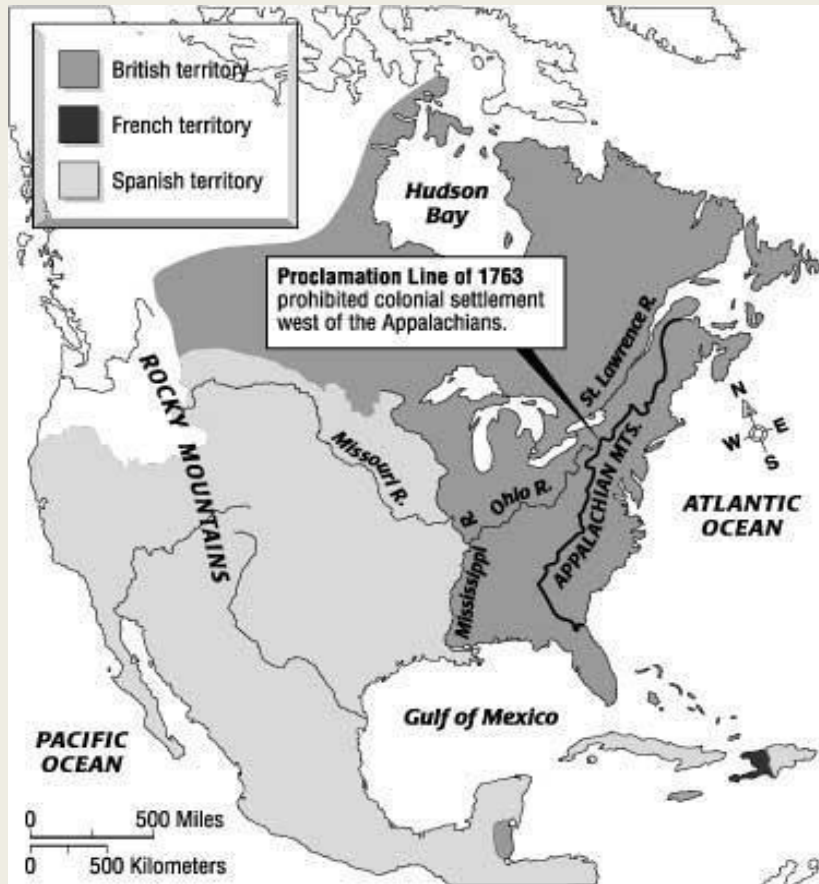 British territory
French territory
Spanish territory
Hudson
Bay
Proclamation Line of 1763
prohibited colonial settlement
west of the Appalachians.
St. Lawrence R.
ROCKY MOUNTAINS
Missouri R.
Ohio R.
APPALACHIAN MTS.
Mississippi R.
N
W E
S
ATLANTIC
OCEAN
Gulf of Mexico
PACIFIC
OCEAN
0 500 Miles
0 500 Kilometers
9